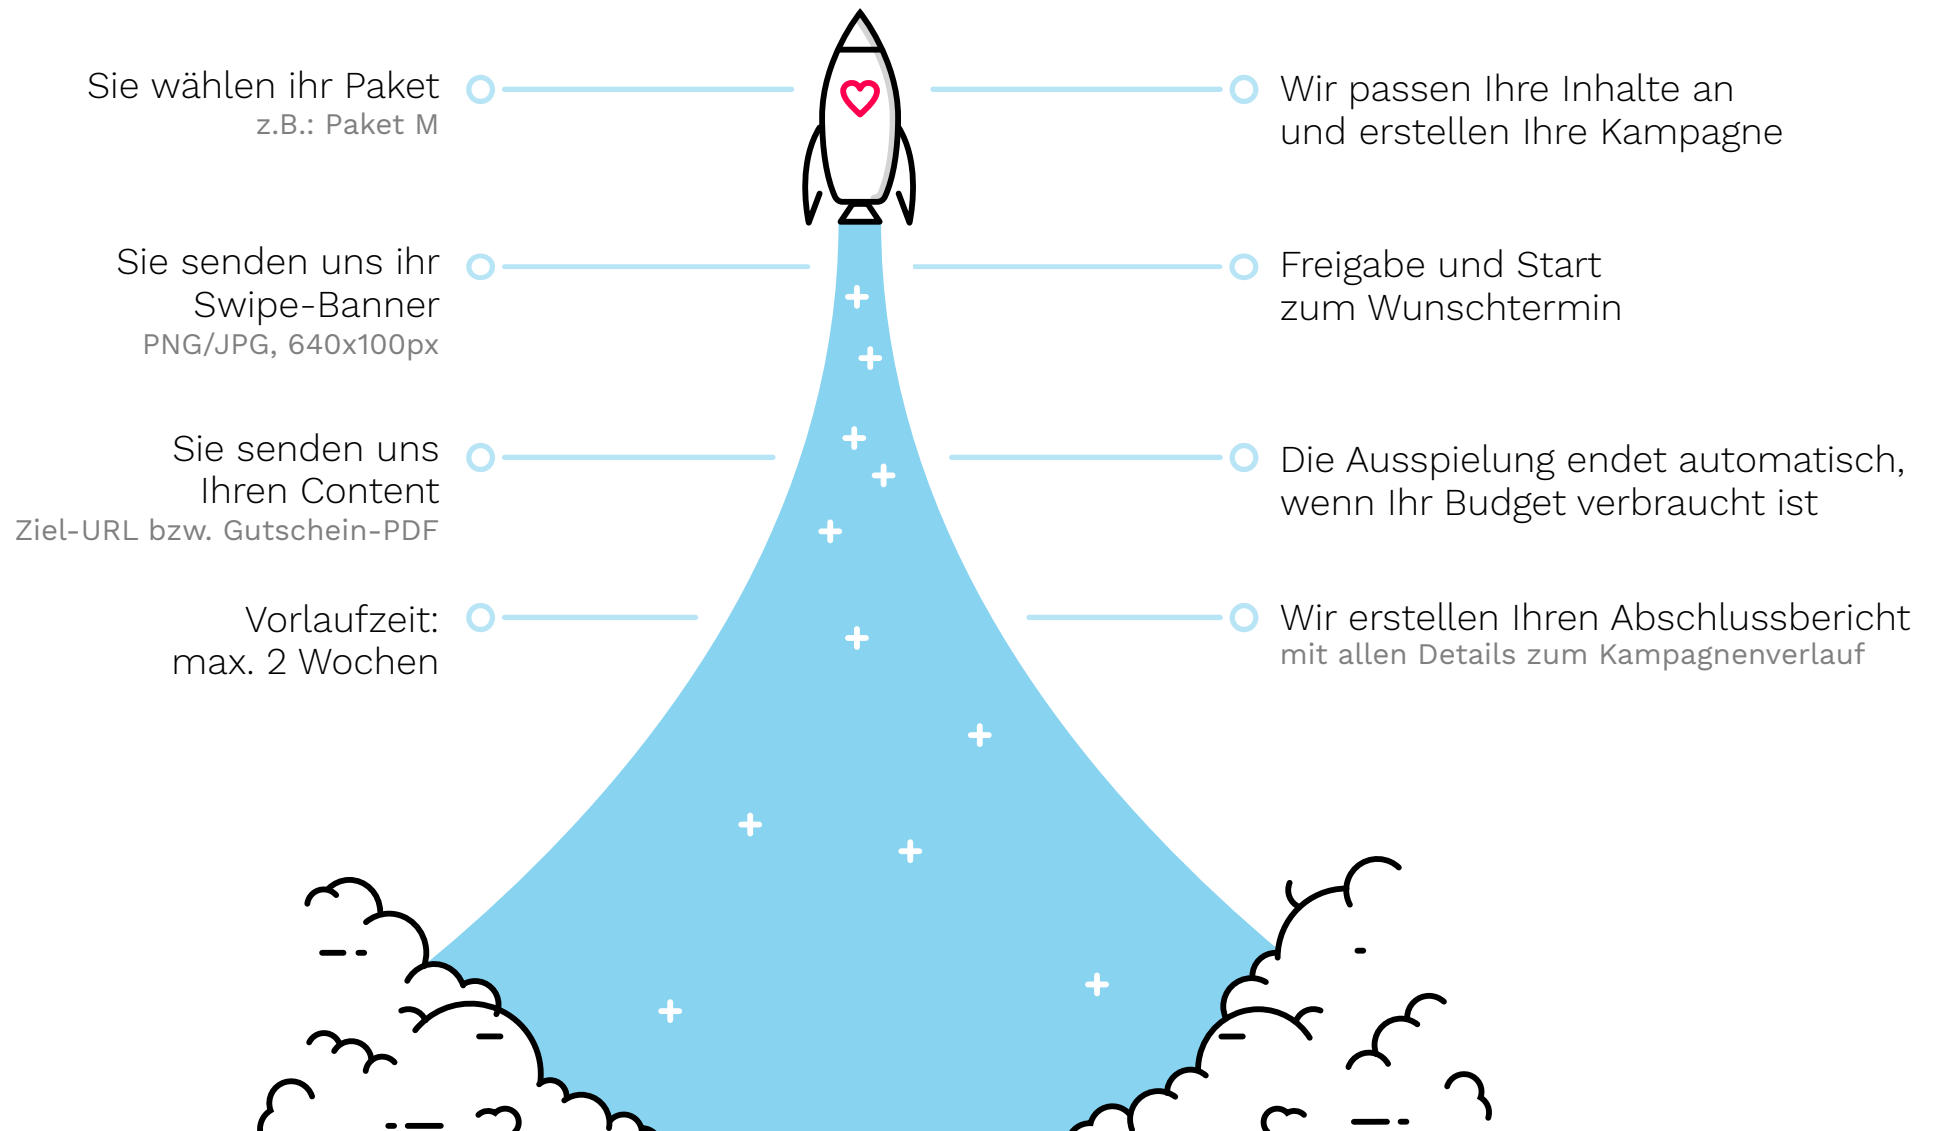 Sie wählen ihr Paket
z.B.: Paket M
Sie senden uns ihr
Swipe-Banner
PNG/JPG, 640x100px
Sie senden uns
Ihren Content
Ziel-URL bzw. Gutschein-PDF
Vorlaufzeit:
max. 2 Wochen
Wir passen Ihre Inhalte an
und erstellen Ihre Kampagne
Freigabe und Start
zum Wunschtermin
Die Ausspielung endet automatisch,
wenn Ihr Budget verbraucht ist
Wir erstellen Ihren Abschlussbericht
mit allen Details zum Kampagnenverlauf